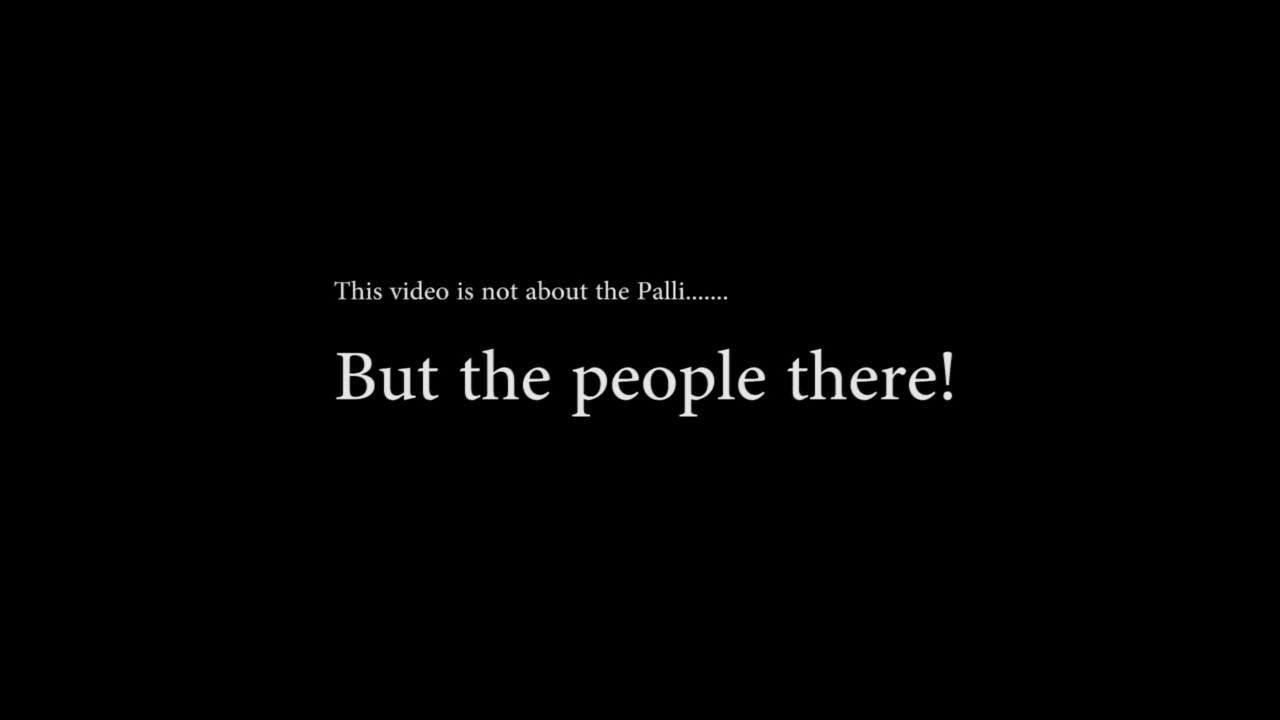 This video is not about the Palli.......
But the people there!